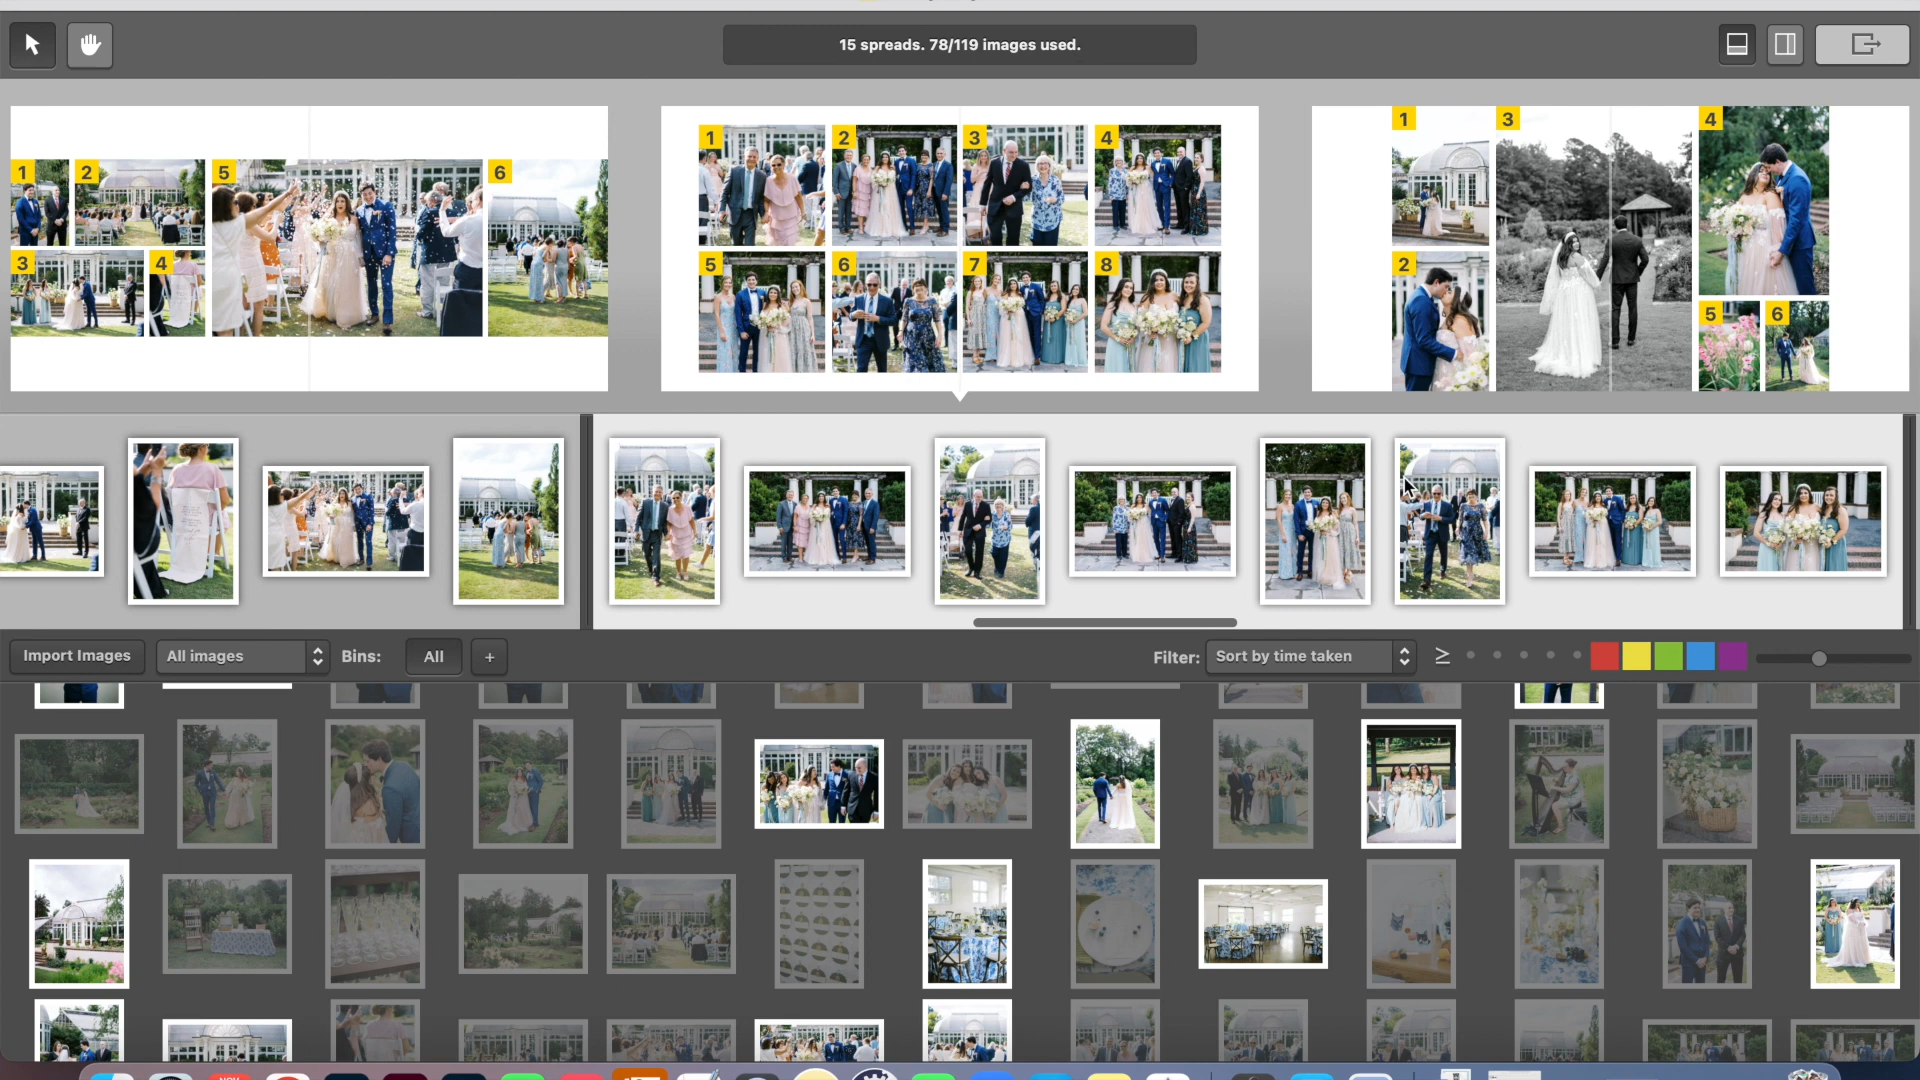 15 spreads. 78/119 images used.
1 2 5 6
3 4
1 2 3 4
5 6 7 8
1 3 4
2
5 6
Import Images All images Bins: All + Filter: Sort by time taken ≥